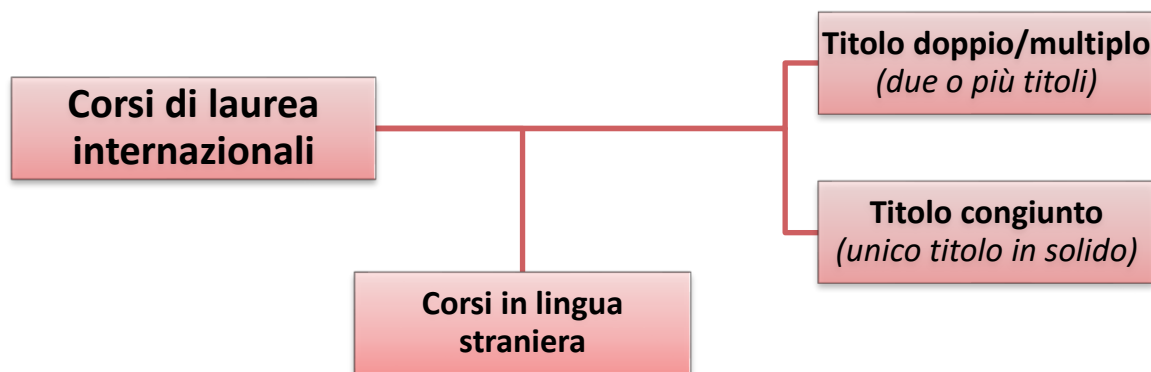 Corsi di laurea
internazionali
Titolo doppio/multiplo
(due o più titoli)
Titolo congiunto
(unico titolo in solido)
Corsi in lingua
straniera